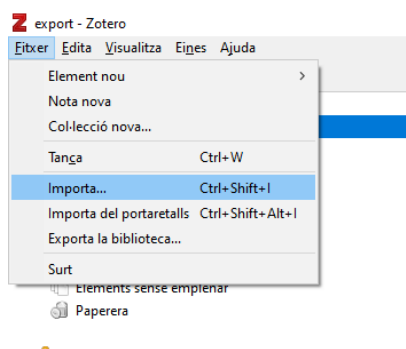 Z export - Zotero
Fitxer Edita Visualitza Eines Ajuda
Element nou
Nota nova
Col·lecció nova...
Tanca Ctrl+W
Importa... Ctrl+Shift+I
Importa del portaretalls Ctrl+Shift+Alt+I
Exporta la biblioteca...
Surt
Elements sense emplenar
Paperera